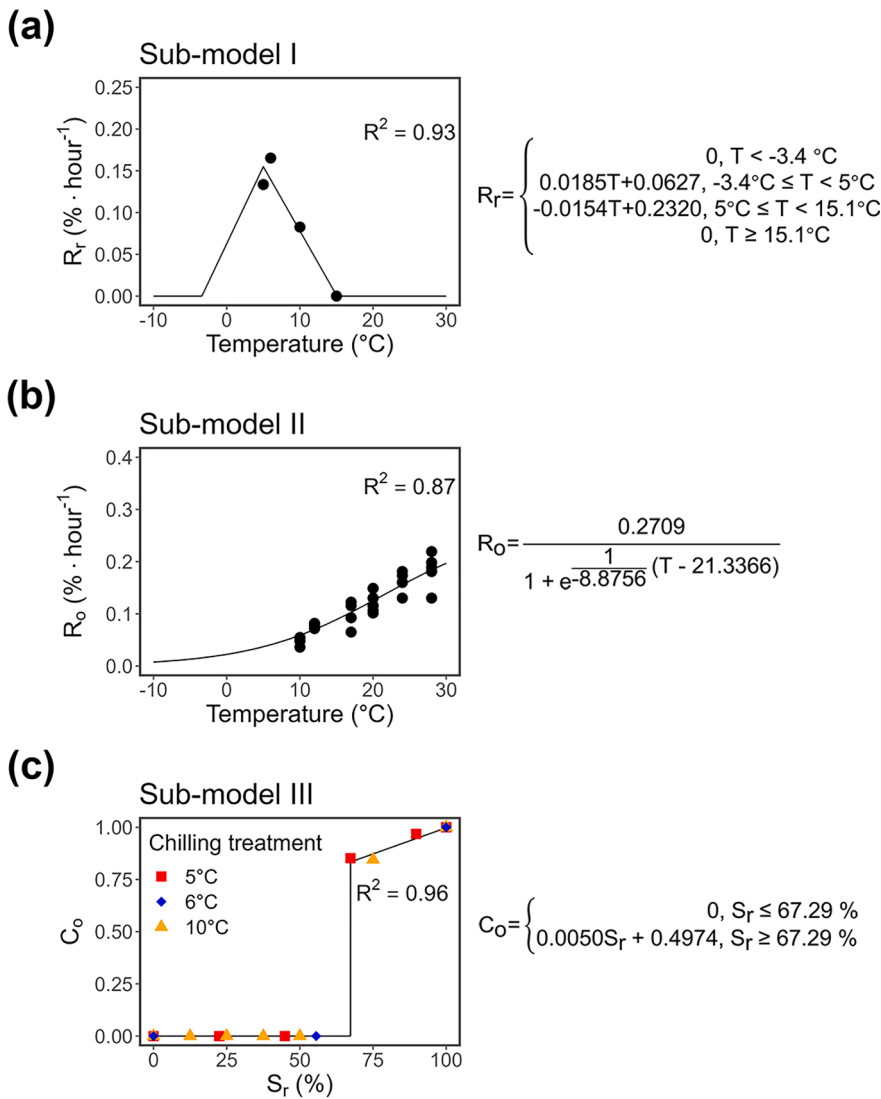 (a)
Sub-model I
R² = 0.93
0.25
0.20
0.15
0.10
0.05
0.00
Rr (% · hour⁻¹)
-10 0 10 20 30
Temperature (°C)
Rr=
0, T < -3.4 °C
0.0185T+0.0627, -3.4°C ≤ T < 5°C
-0.0154T+0.2320, 5°C ≤ T < 15.1°C
0, T ≥ 15.1°C
(b)
Sub-model II
R² = 0.87
0.4
0.3
0.2
0.1
0.0
Ro (% · hour⁻¹)
-10 0 10 20 30
Temperature (°C)
Ro=
0.2709
1 + e
1
-8.8756
(T - 21.3366)
(c)
Sub-model III
Chilling treatment
5°C
6°C
10°C
R² = 0.96
1.00
0.75
0.50
0.25
0.00
Co
0 25 50 75 100
Sr (%)
Co=
0, Sr ≤ 67.29 %
0.0050Sr + 0.4974, Sr ≥ 67.29 %